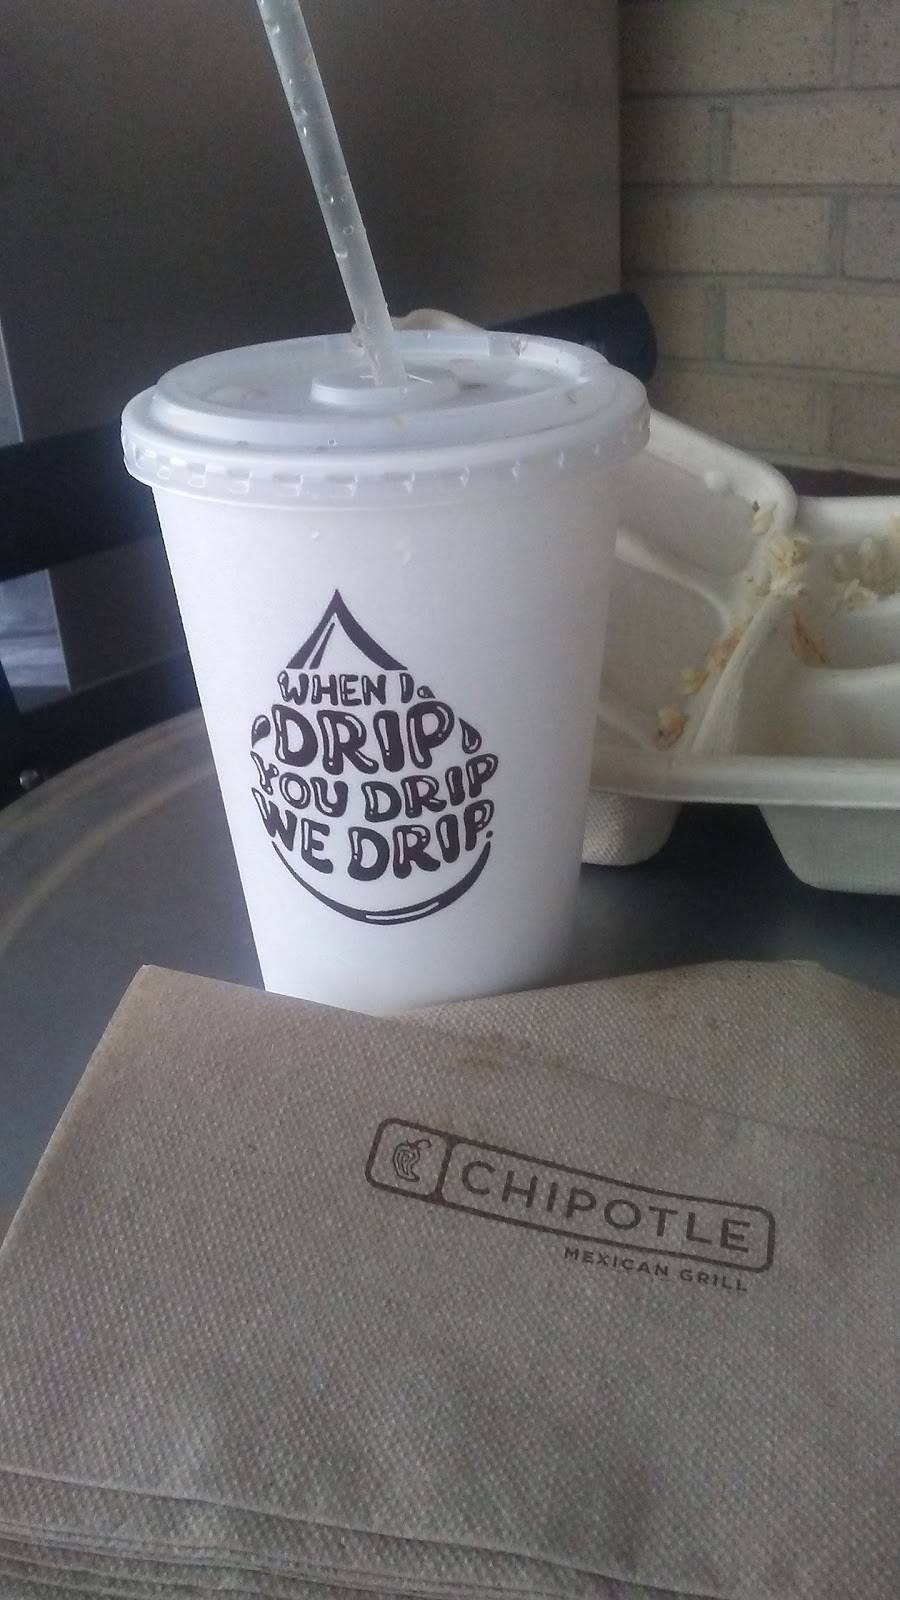 WHEN I
DRIP
YOU DRIP
WE DRIP.
CHIPOTLE
MEXICAN GRILL